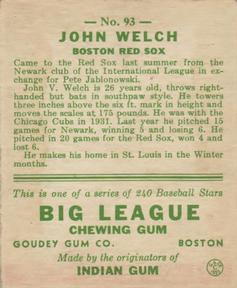 — No. 93 —
JOHN WELCH
BOSTON RED SOX
Came to the Red Sox last summer from the
Newark club of the International League in ex-
change for Pete Jablonowski.
John V. Welch is 26 years old, throws right-
handed but bats in southpaw style. He towers
three inches above the six ft. mark in height and
moves the scales at 175 pounds. He was with the
Chicago Cubs in 1931. Last year he pitched 15
games for Newark, winning 5 and losing 6. He
pitched in 20 games for the Red Sox, won 4 and
lost 6.
He makes his home in St. Louis in the Winter
months.
This is one of a series of 240 Baseball Stars
BIG LEAGUE
CHEWING GUM
GOUDEY GUM CO. BOSTON
Made by the originators of
INDIAN GUM